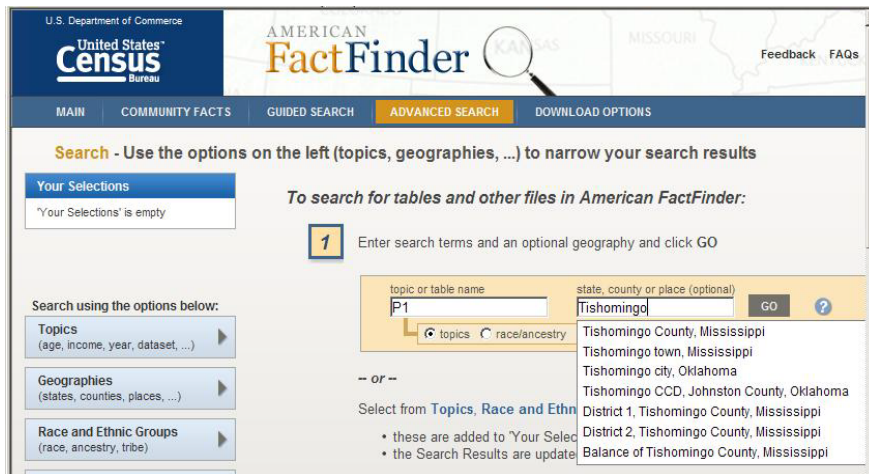 U.S. Department of Commerce
United States™
Census
Bureau
AMERICAN
FactFinder
KANSAS
MISSOURI
Feedback FAQs
MAIN COMMUNITY FACTS GUIDED SEARCH ADVANCED SEARCH DOWNLOAD OPTIONS
Search - Use the options on the left (topics, geographies, ...) to narrow your search results
Your Selections
'Your Selections' is empty
To search for tables and other files in American FactFinder:
1 Enter search terms and an optional geography and click GO
topic or table name state, county or place (optional)
P1 Tishomingo GO ?
topics race/ancestry
Tishomingo County, Mississippi
Tishomingo town, Mississippi
Tishomingo city, Oklahoma
Tishomingo CCD, Johnston County, Oklahoma
District 1, Tishomingo County, Mississippi
District 2, Tishomingo County, Mississippi
Balance of Tishomingo County, Mississippi
-- or --
Select from Topics, Race and Ethn
• these are added to 'Your Selec
• the Search Results are update
Search using the options below:
Topics
(age, income, year, dataset, ...)
Geographies
(states, counties, places, ...)
Race and Ethnic Groups
(race, ancestry, tribe)